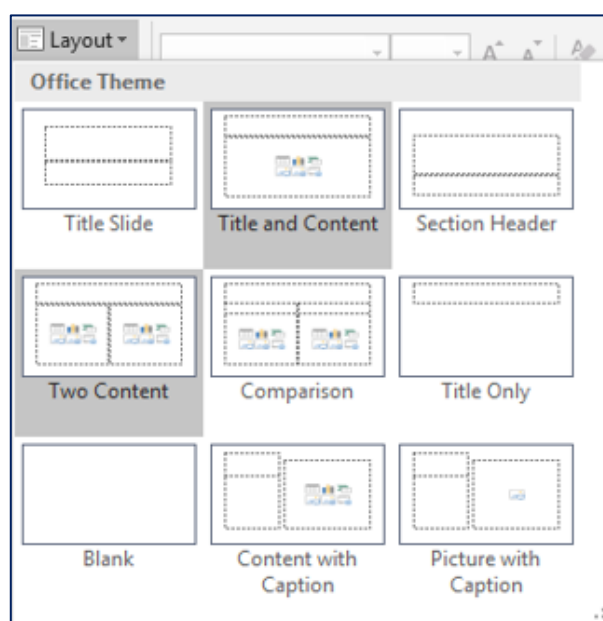 Layout
A A
Office Theme
Title Slide
Title and Content
Section Header
Two Content
Comparison
Title Only
Blank
Content with
Caption
Picture with
Caption